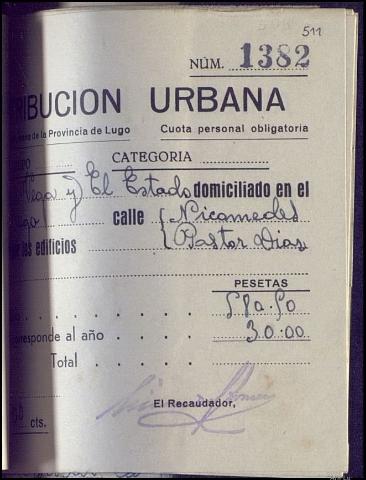 511
NÚM. 1382
RIBUCION URBANA
de la Provincia de Lugo Cuota personal obligatoria
CATEGORIA
y El Estado domiciliado en el
calle Nicomedes
los edificios Pastor Diaz
PESETAS
responde al año 30.00
Total
cts.
El Recaudador,